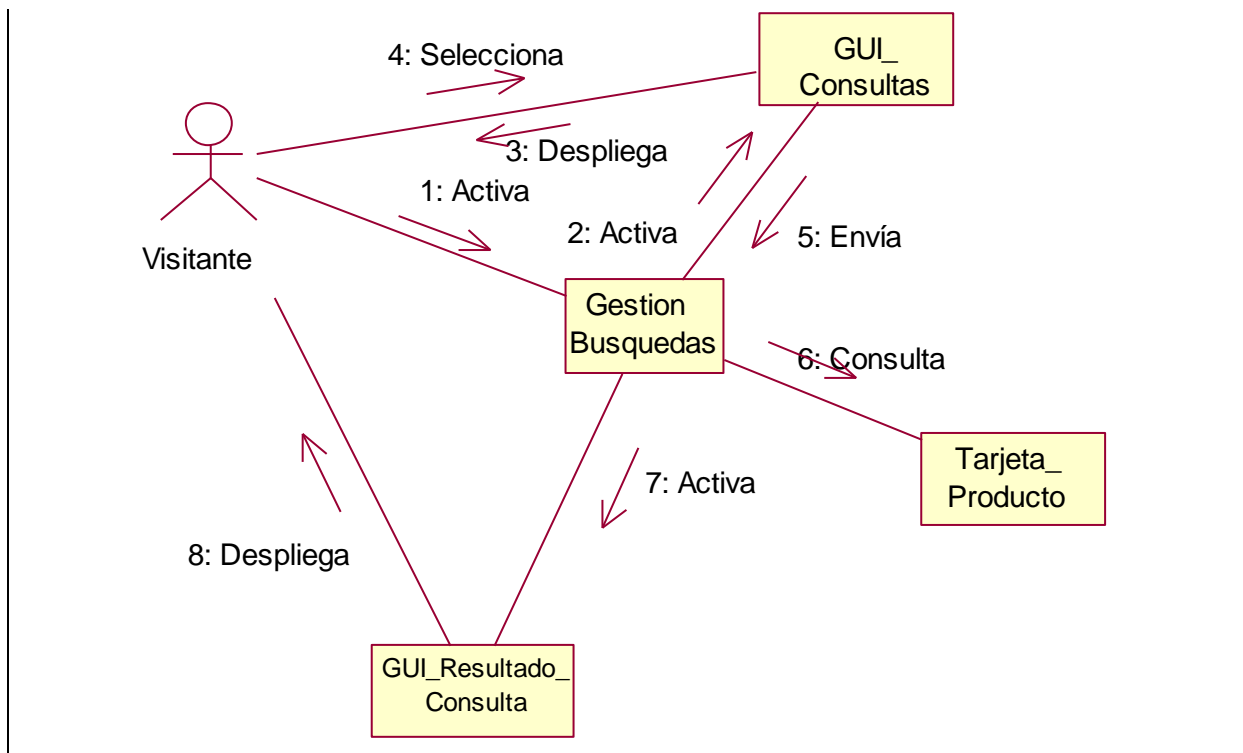 4: Selecciona
GUI_
Consultas
3: Despliega
1: Activa
2: Activa
5: Envía
Visitante
Gestion
Busquedas
6: Consulta
Tarjeta_
Producto
7: Activa
8: Despliega
GUI_Resultado_
Consulta